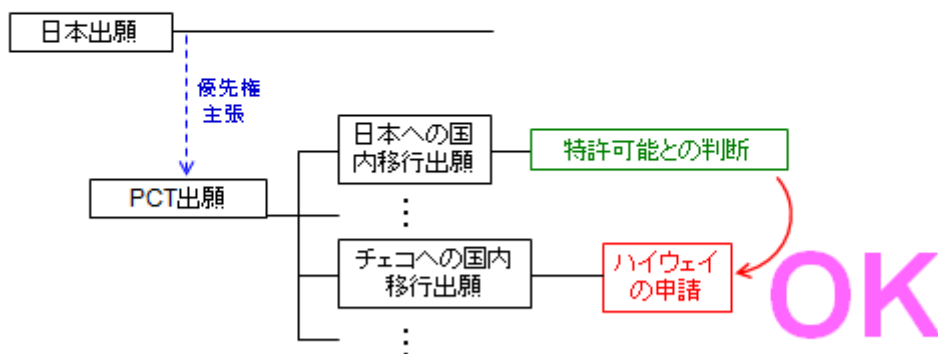 日本出願
優先権
主張
日本への国
内移行出願
特許可能との判断
PCT出願
⋮
チェコへの国内
移行出願
ハイウェイ
の申請
OK
⋮